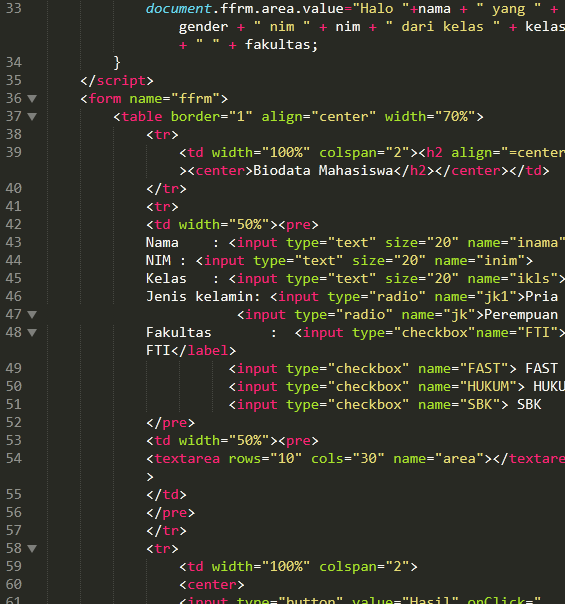 33 document.ffrm.area.value="Halo "+nama + " yang " +
gender + " nim " + nim + " dari kelas " + kelas
+ " " + fakultas;
34 }
35 </script>
36 <form name="ffrm">
37 <table border="1" align="center" width="70%">
38 <tr>
39 <td width="100%" colspan="2"><h2 align="=center
><center>Biodata Mahasiswa</h2></center></td>
40 </tr>
41 <tr>
42 <td width="50%"><pre>
43 Nama : <input type="text" size="20" name="inama"
44 NIM : <input type="text" size="20" name="inim">
45 Kelas : <input type="text" size="20" name="ikls">
46 Jenis kelamin: <input type="radio" name="jk1">Pria
47 <input type="radio" name="jk">Perempuan
48 Fakultas : <input type="checkbox"name="FTI">
FTI</label>
49 <input type="checkbox" name="FAST"> FAST
50 <input type="checkbox" name="HUKUM"> HUKU
51 <input type="checkbox" name="SBK"> SBK
52 </pre>
53 <td width="50%"><pre>
54 <textarea rows="10" cols="30" name="area"></textare
>
55 </td>
56 </pre>
57 </tr>
58 <tr>
59 <td width="100%" colspan="2">
60 <center>
61 <input type="button" value="Hasil" onClick="